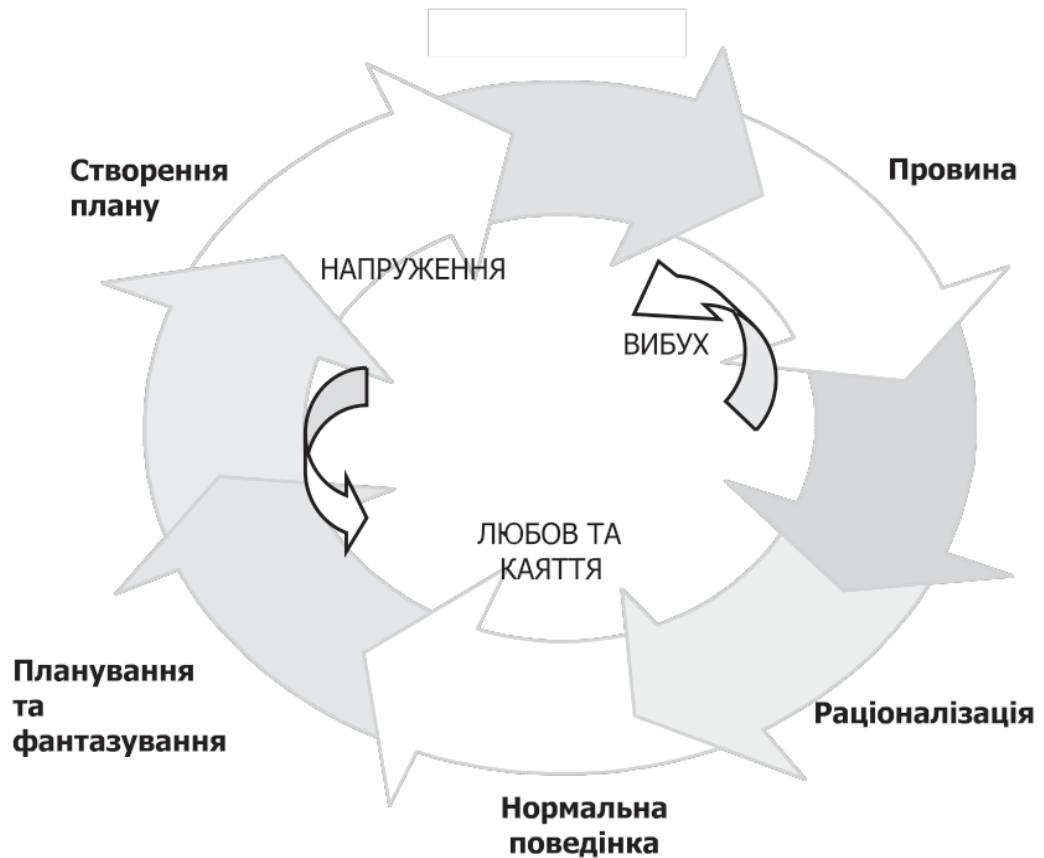 Створення
плану
Провина
НАПРУЖЕННЯ
ВИБУХ
ЛЮБОВ ТА
КАЯТТЯ
Планування
та
фантазування
Раціоналізація
Нормальна
поведінка